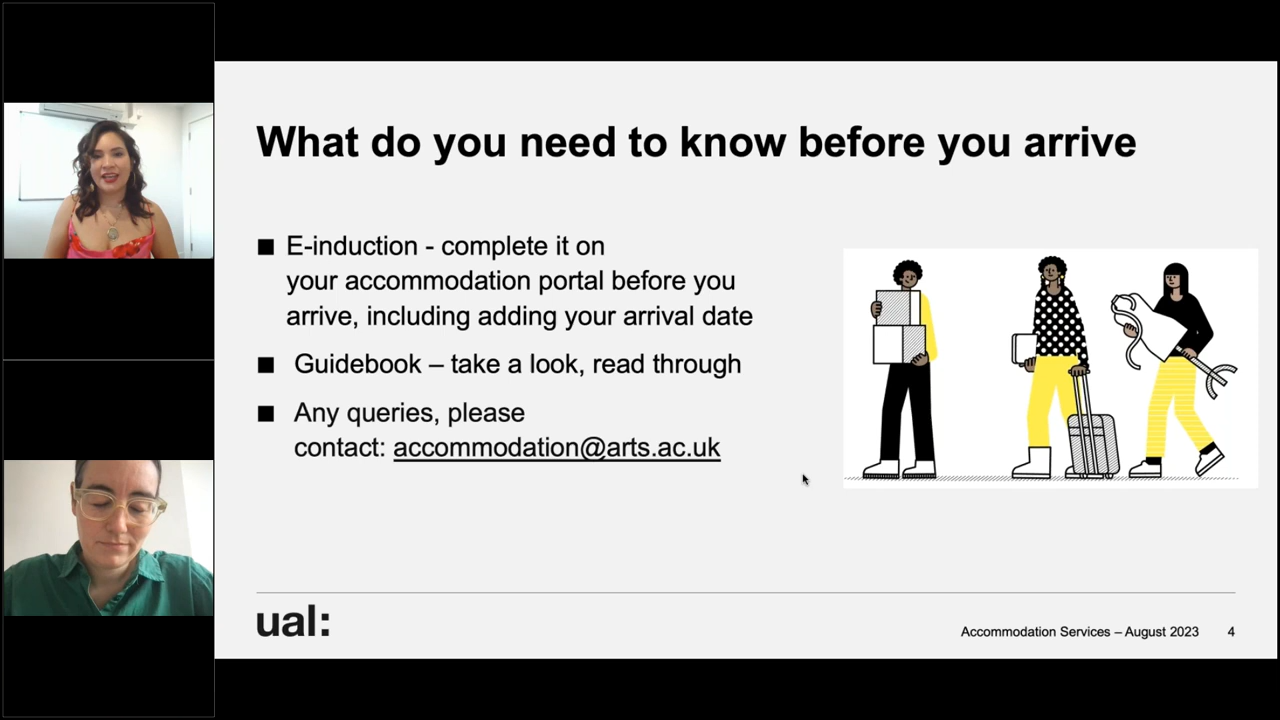 What do you need to know before you arrive
■ E-induction - complete it on
your accommodation portal before you
arrive, including adding your arrival date
■ Guidebook – take a look, read through
■ Any queries, please
contact: accommodation@arts.ac.uk
ual:
Accommodation Services – August 2023 4